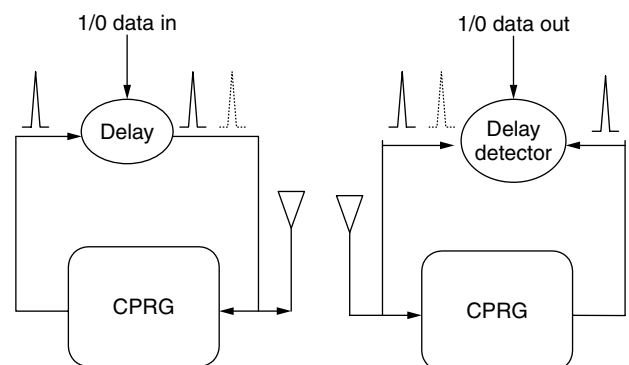 1/0 data in
1/0 data out
Delay
Delay
detector
CPRG
CPRG